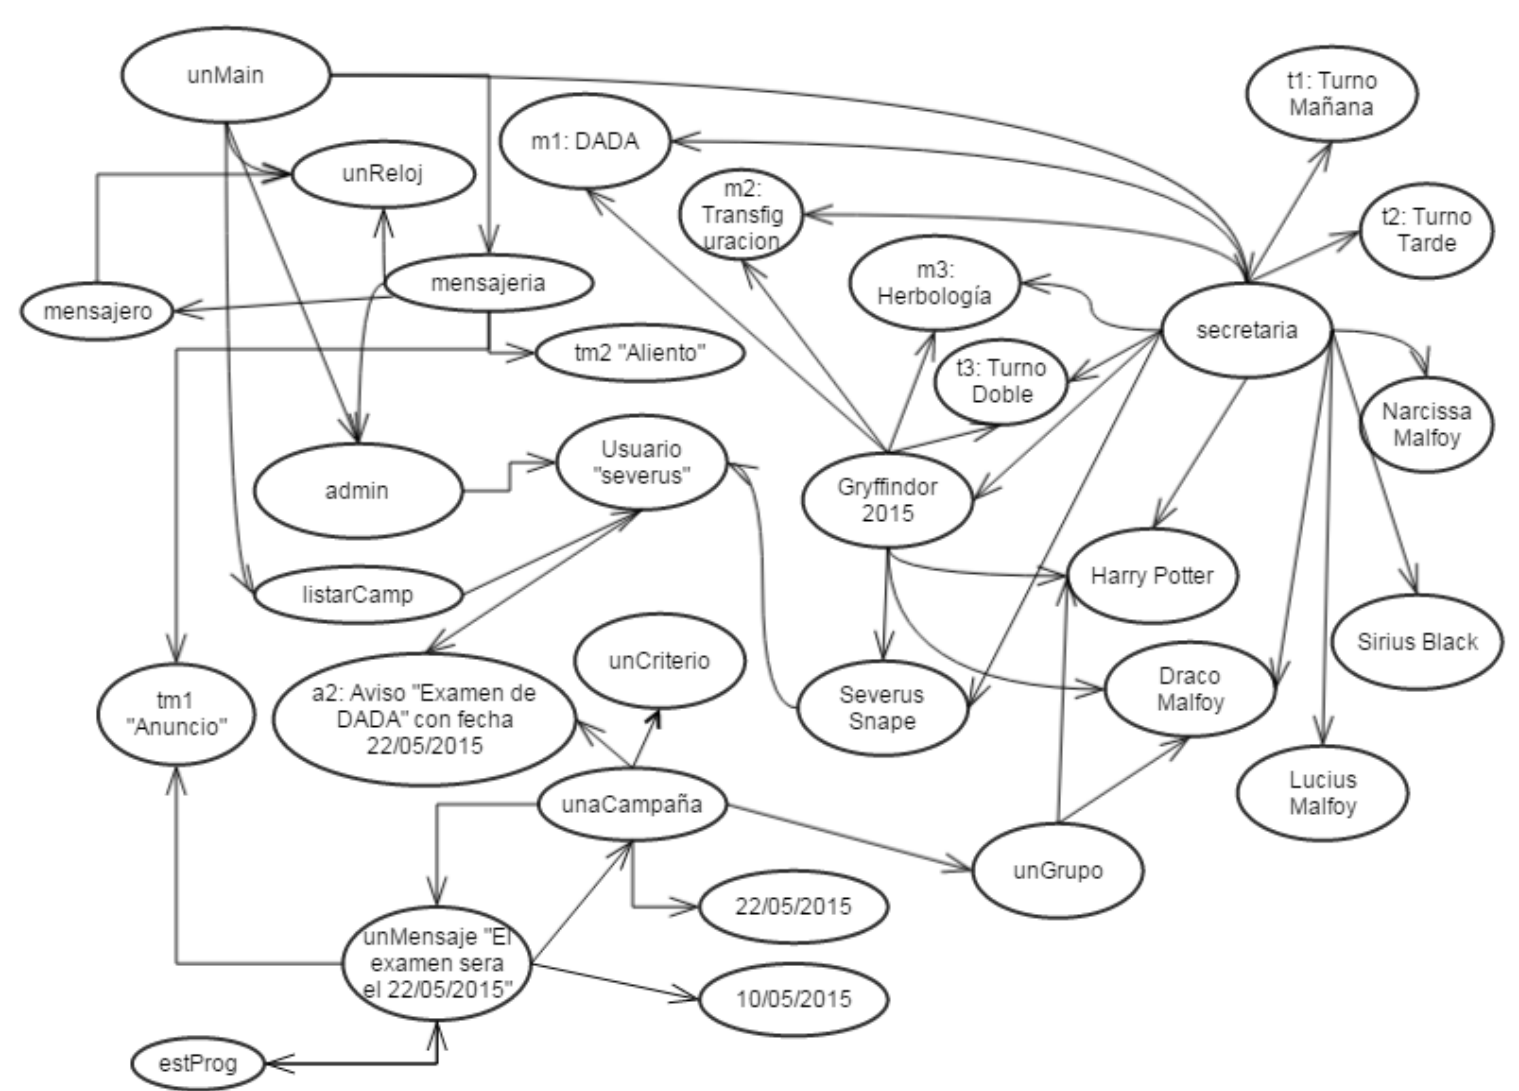 unMain
t1: Turno
Mañana
m1: DADA
unReloj
m2:
Transfig
uracion
t2: Turno
Tarde
m3:
Herbología
mensajeria
mensajero
secretaria
tm2 "Aliento"
t3: Turno
Doble
Narcissa
Malfoy
Usuario
"severus"
admin
Gryffindor
2015
Harry Potter
listarCamp
Sirius Black
unCriterio
tm1
"Anuncio"
a2: Aviso "Examen de
DADA" con fecha
22/05/2015
Severus
Snape
Draco
Malfoy
Lucius
Malfoy
unaCampaña
unGrupo
22/05/2015
unMensaje "El
examen sera
el 22/05/2015"
10/05/2015
estProg